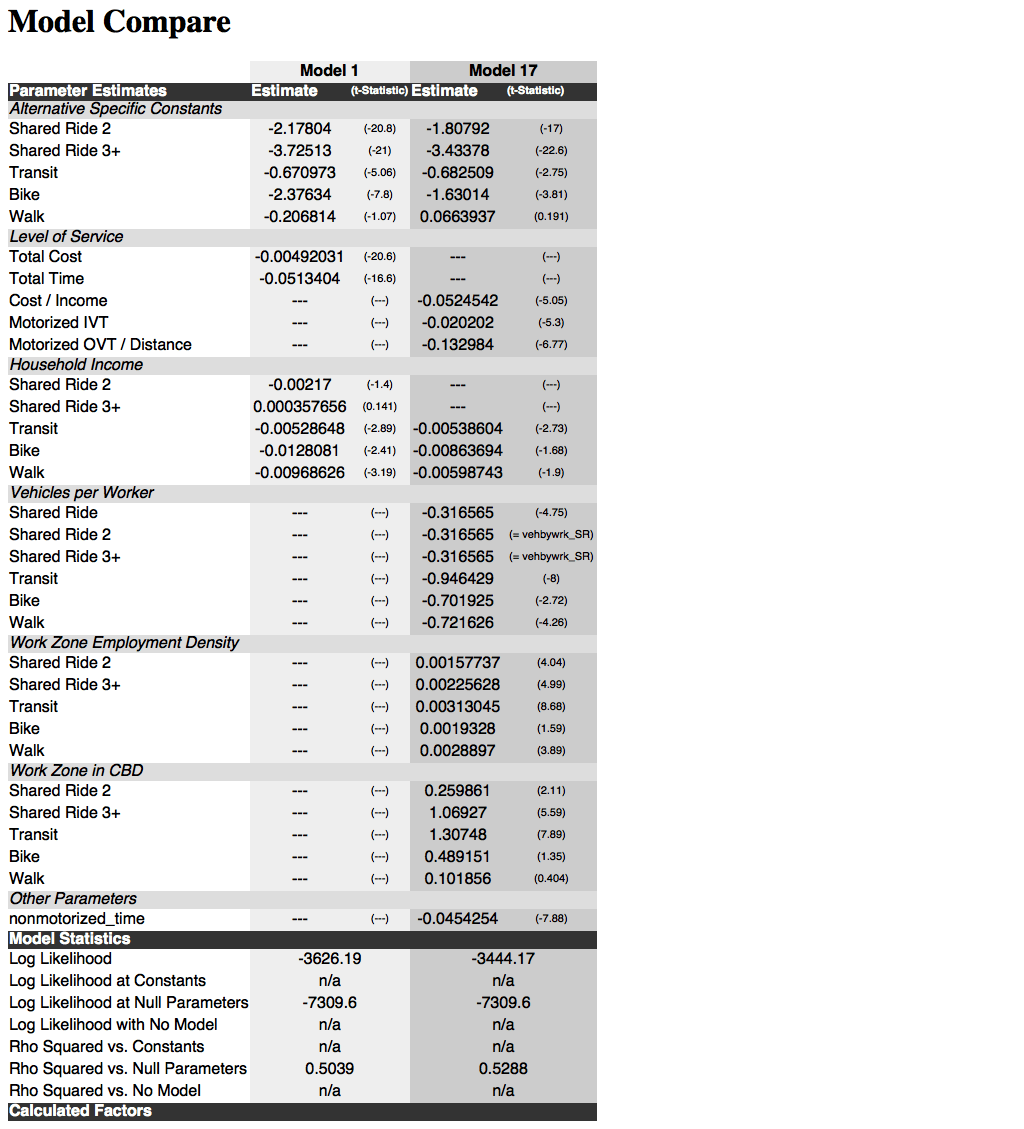 Model Compare
Model 1 Model 17
Parameter Estimates Estimate (t-Statistic) Estimate (t-Statistic)
Alternative Specific Constants
Shared Ride 2 -2.17804 (-20.8) -1.80792 (-17)
Shared Ride 3+ -3.72513 (-21) -3.43378 (-22.6)
Transit -0.670973 (-5.06) -0.682509 (-2.75)
Bike -2.37634 (-7.8) -1.63014 (-3.81)
Walk -0.206814 (-1.07) 0.0663937 (0.191)
Level of Service
Total Cost -0.00492031 (-20.6) --- (---)
Total Time -0.0513404 (-16.6) --- (---)
Cost / Income --- (---) -0.0524542 (-5.05)
Motorized IVT --- (---) -0.020202 (-5.3)
Motorized OVT / Distance --- (---) -0.132984 (-6.77)
Household Income
Shared Ride 2 -0.00217 (-1.4) --- (---)
Shared Ride 3+ 0.000357656 (0.141) --- (---)
Transit -0.00528648 (-2.89) -0.00538604 (-2.73)
Bike -0.0128081 (-2.41) -0.00863694 (-1.68)
Walk -0.00968626 (-3.19) -0.00598743 (-1.9)
Vehicles per Worker
Shared Ride --- (---) -0.316565 (-4.75)
Shared Ride 2 --- (---) -0.316565 (= vehbywrk_SR)
Shared Ride 3+ --- (---) -0.316565 (= vehbywrk_SR)
Transit --- (---) -0.946429 (-8)
Bike --- (---) -0.701925 (-2.72)
Walk --- (---) -0.721626 (-4.26)
Work Zone Employment Density
Shared Ride 2 --- (---) 0.00157737 (4.04)
Shared Ride 3+ --- (---) 0.00225628 (4.99)
Transit --- (---) 0.00313045 (8.68)
Bike --- (---) 0.0019328 (1.59)
Walk --- (---) 0.0028897 (3.89)
Work Zone in CBD
Shared Ride 2 --- (---) 0.259861 (2.11)
Shared Ride 3+ --- (---) 1.06927 (5.59)
Transit --- (---) 1.30748 (7.89)
Bike --- (---) 0.489151 (1.35)
Walk --- (---) 0.101856 (0.404)
Other Parameters
nonmotorized_time --- (---) -0.0454254 (-7.88)
Model Statistics
Log Likelihood -3626.19 -3444.17
Log Likelihood at Constants n/a n/a
Log Likelihood at Null Parameters -7309.6 -7309.6
Log Likelihood with No Model n/a n/a
Rho Squared vs. Constants n/a n/a
Rho Squared vs. Null Parameters 0.5039 0.5288
Rho Squared vs. No Model n/a n/a
Calculated Factors